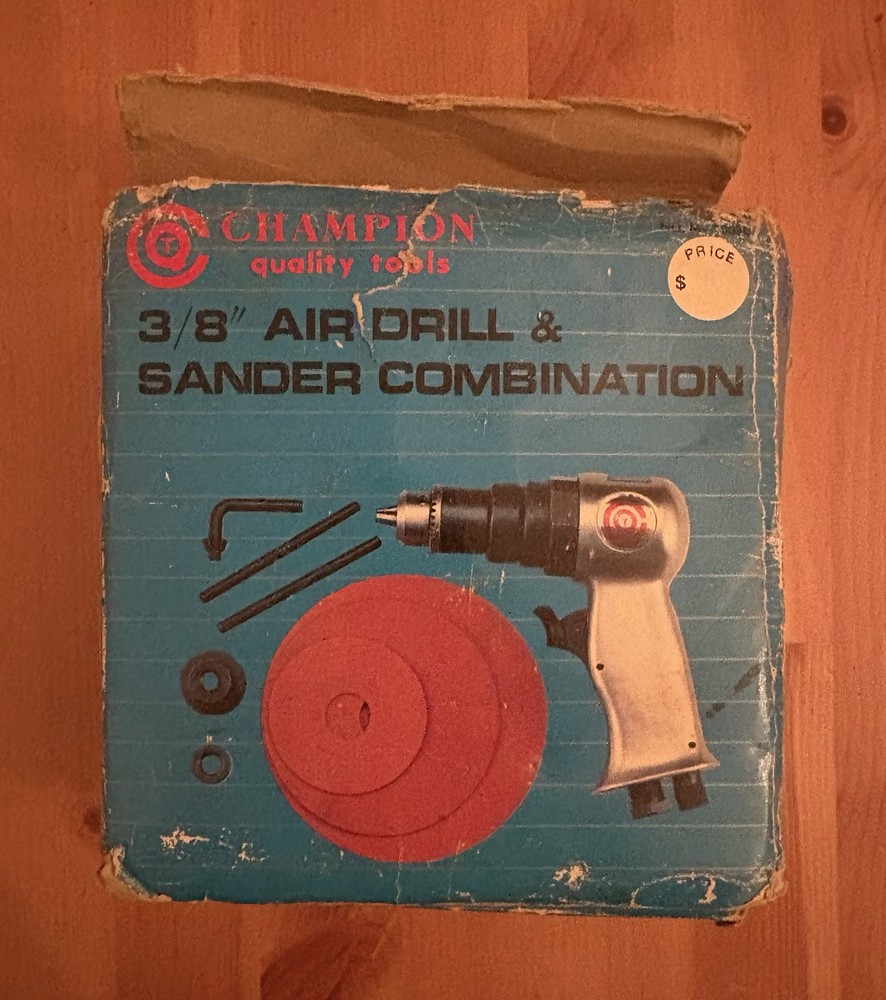 CHAMPION
quality tools
PRICE
$
3/8" AIR DRILL &
SANDER COMBINATION